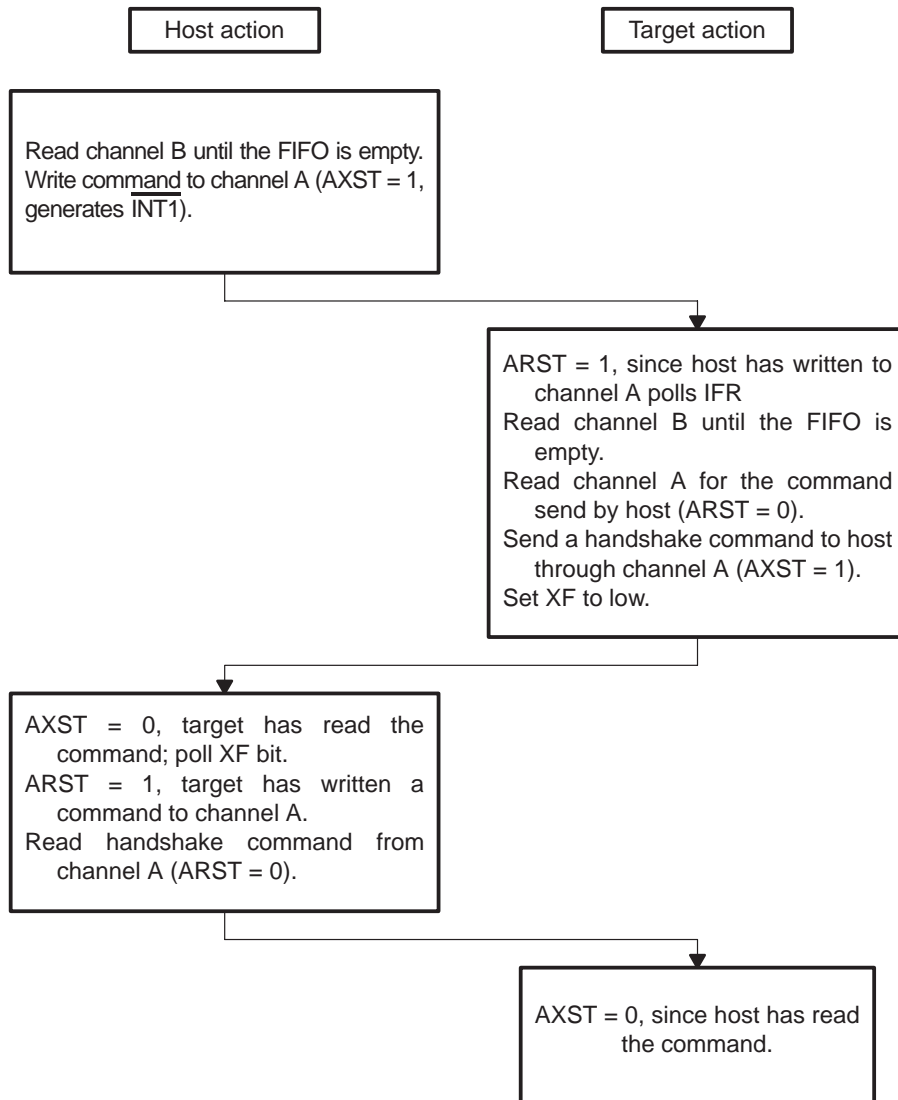 Host action
Target action
Read channel B until the FIFO is empty.
Write command to channel A (AXST = 1,
generates INT1).
ARST = 1, since host has written to
channel A polls IFR
Read channel B until the FIFO is
empty.
Read channel A for the command
send by host (ARST = 0).
Send a handshake command to host
through channel A (AXST = 1).
Set XF to low.
AXST = 0, target has read the
command; poll XF bit.
ARST = 1, target has written a
command to channel A.
Read handshake command from
channel A (ARST = 0).
AXST = 0, since host has read
the command.